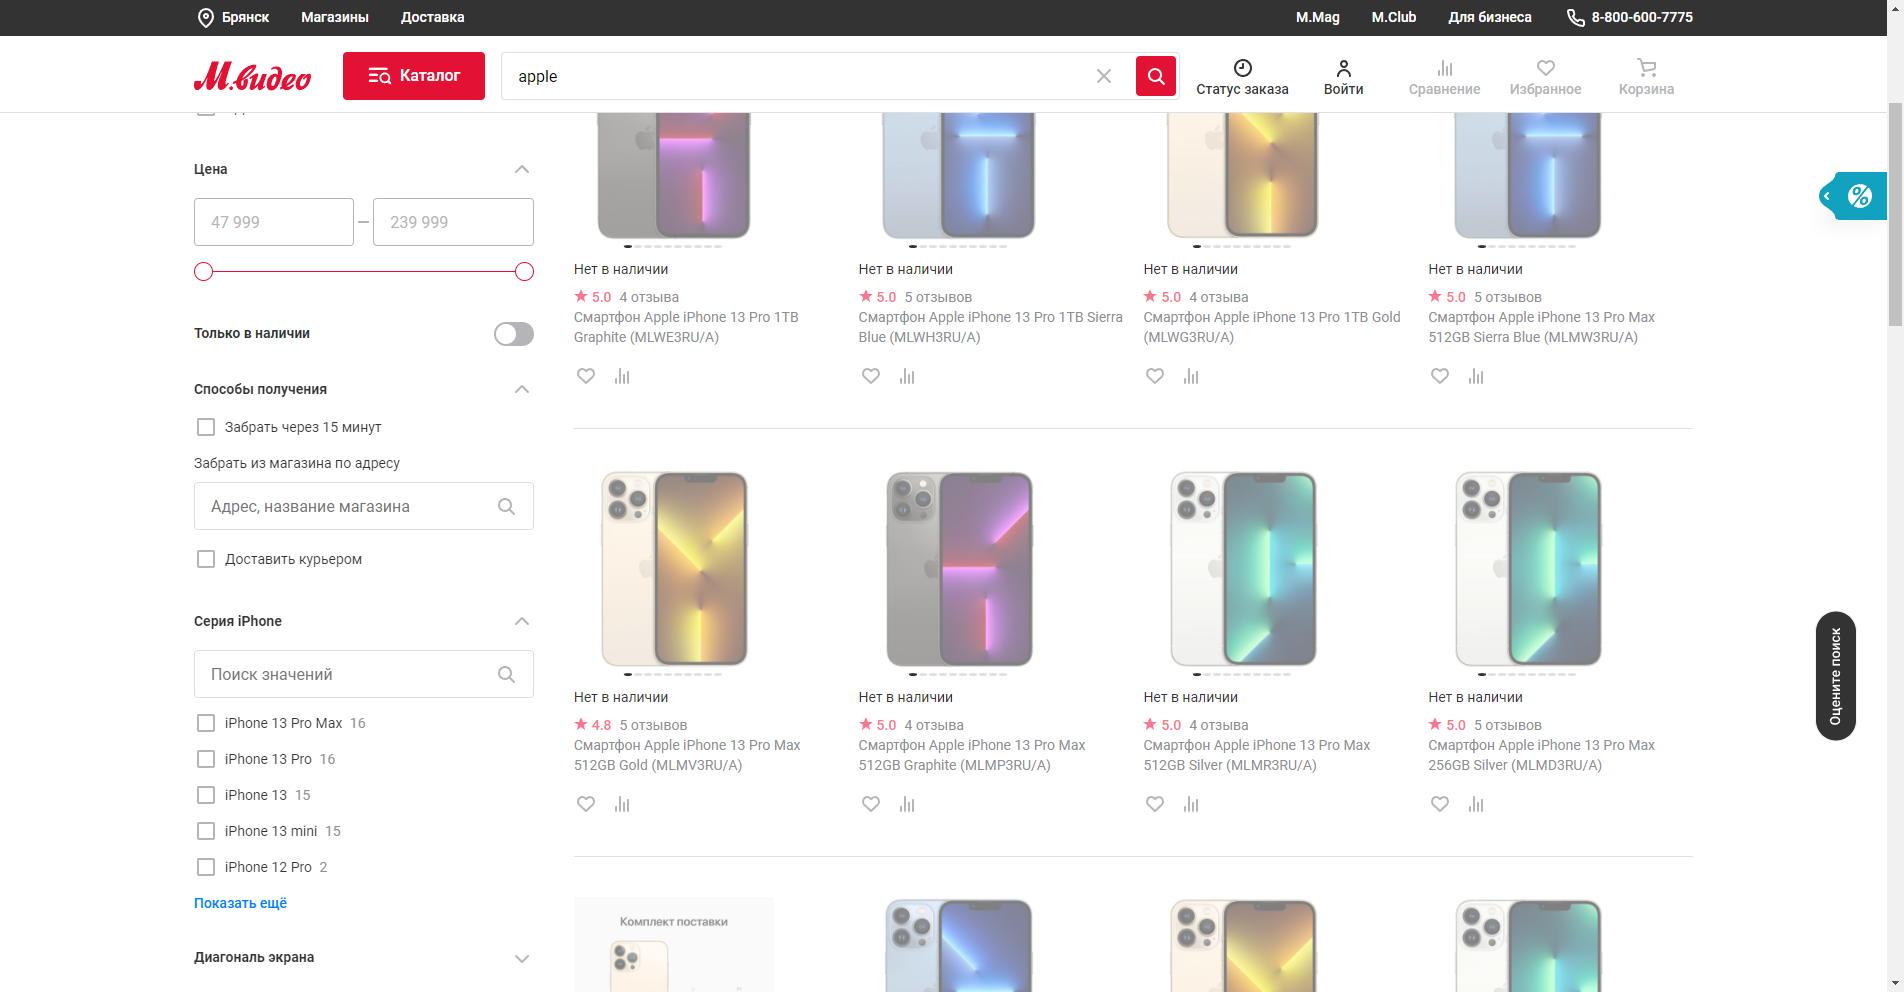 Брянск
Магазины
Доставка
M.Mag
M.Club
Для бизнеса
8-800-600-7775
М.видео
Каталог
apple
Статус заказа
Войти
Сравнение
Избранное
Корзина
Цена
47 999
239 999
Только в наличии
Способы получения
Забрать через 15 минут
Забрать из магазина по адресу
Адрес, название магазина
Доставить курьером
Серия iPhone
Поиск значений
iPhone 13 Pro Max 16
iPhone 13 Pro 16
iPhone 13 15
iPhone 13 mini 15
iPhone 12 Pro 2
Показать ещё
Диагональ экрана
Нет в наличии
5.0 4 отзыва
Смартфон Apple iPhone 13 Pro 1TB
Graphite (MLWE3RU/A)
Нет в наличии
5.0 5 отзывов
Смартфон Apple iPhone 13 Pro 1TB Sierra
Blue (MLWH3RU/A)
Нет в наличии
5.0 4 отзыва
Смартфон Apple iPhone 13 Pro 1TB Gold
(MLWG3RU/A)
Нет в наличии
5.0 5 отзывов
Смартфон Apple iPhone 13 Pro Max
512GB Sierra Blue (MLMW3RU/A)
Нет в наличии
4.8 5 отзывов
Смартфон Apple iPhone 13 Pro Max
512GB Gold (MLMV3RU/A)
Нет в наличии
5.0 4 отзыва
Смартфон Apple iPhone 13 Pro Max
512GB Graphite (MLMP3RU/A)
Нет в наличии
5.0 4 отзыва
Смартфон Apple iPhone 13 Pro Max
512GB Silver (MLMR3RU/A)
Нет в наличии
5.0 5 отзывов
Смартфон Apple iPhone 13 Pro Max
256GB Silver (MLMD3RU/A)
Комплект поставки
%
Оцените поиск